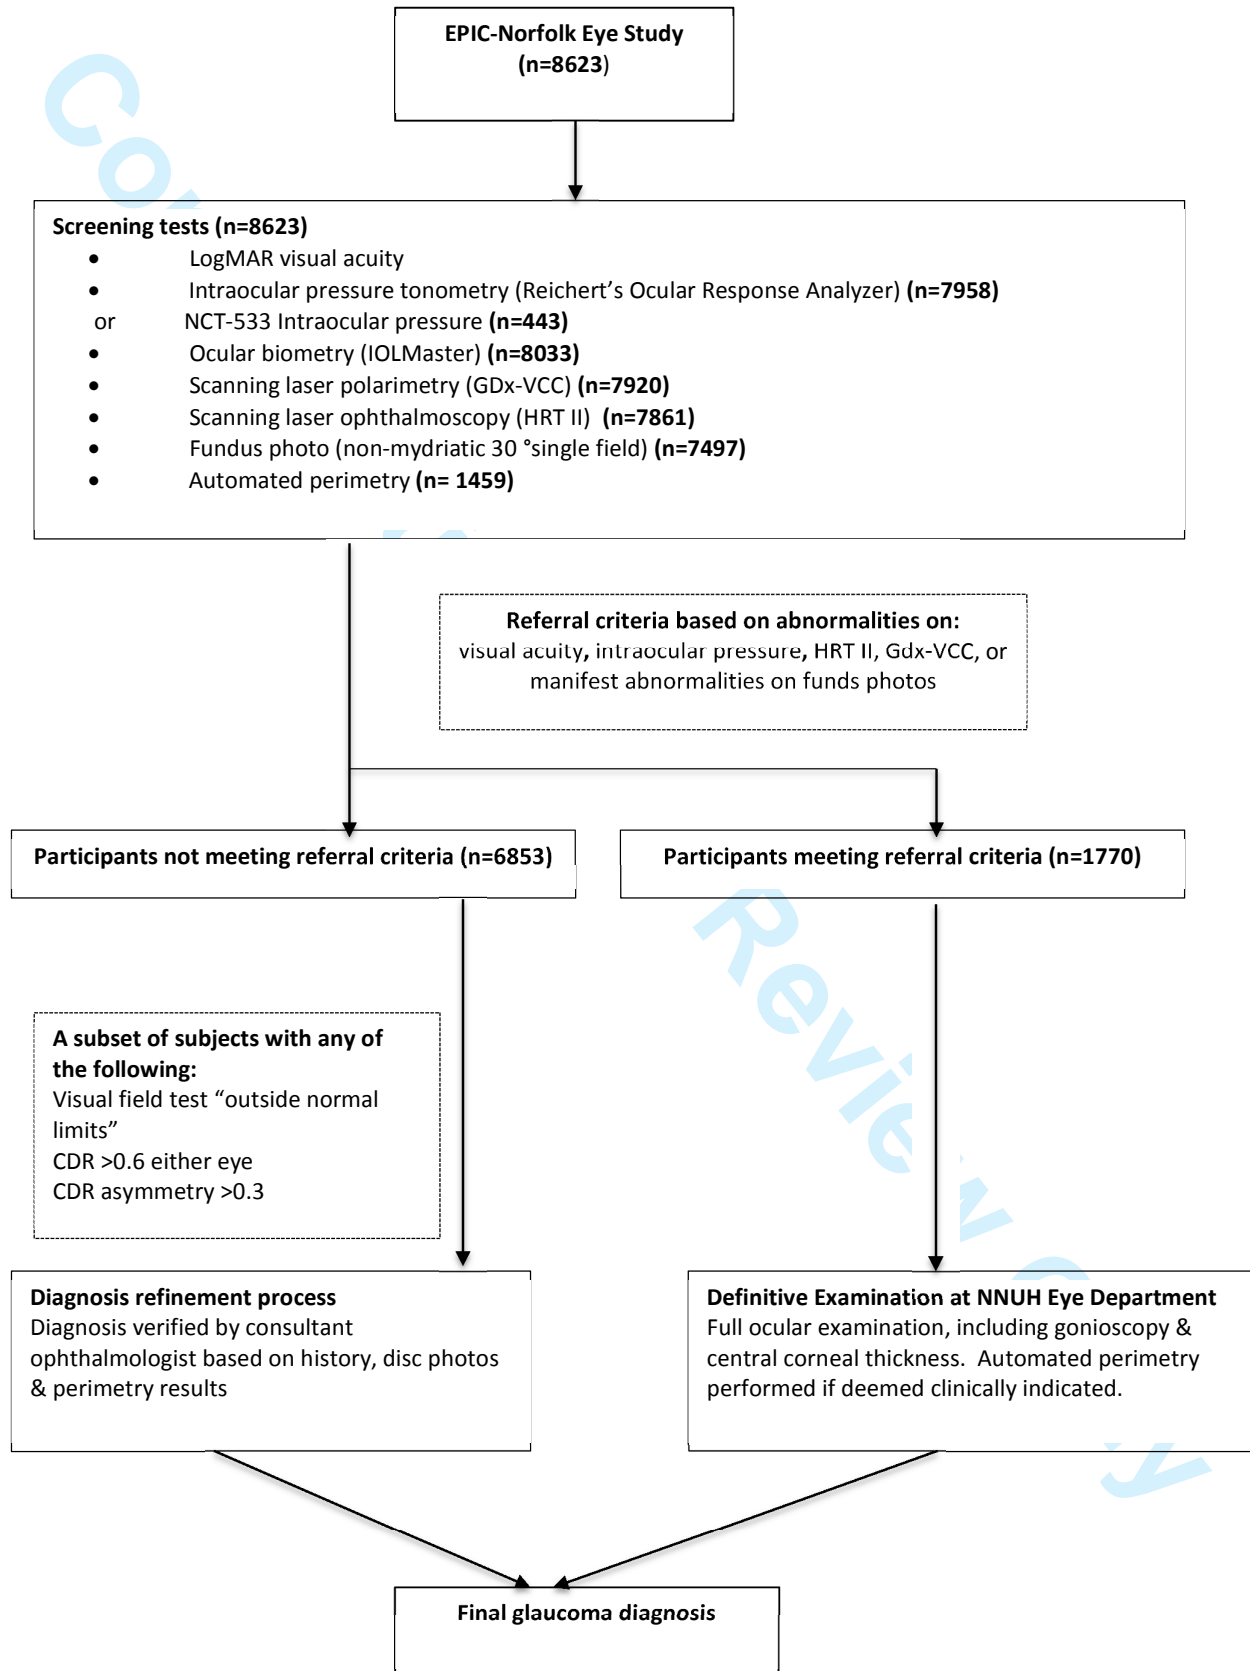 EPIC-Norfolk Eye Study
(n=8623)
Screening tests (n=8623)
• LogMAR visual acuity
• Intraocular pressure tonometry (Reichert’s Ocular Response Analyzer) (n=7958)
or NCT-533 Intraocular pressure (n=443)
• Ocular biometry (IOLMaster) (n=8033)
• Scanning laser polarimetry (GDx-VCC) (n=7920)
• Scanning laser ophthalmoscopy (HRT II) (n=7861)
• Fundus photo (non-mydriatic 30 °single field) (n=7497)
• Automated perimetry (n= 1459)
Referral criteria based on abnormalities on:
visual acuity, intraocular pressure, HRT II, Gdx-VCC, or
manifest abnormalities on funds photos
Participants not meeting referral criteria (n=6853)
Participants meeting referral criteria (n=1770)
A subset of subjects with any of
the following:
Visual field test “outside normal
limits”
CDR >0.6 either eye
CDR asymmetry >0.3
Diagnosis refinement process
Diagnosis verified by consultant
ophthalmologist based on history, disc photos
& perimetry results
Definitive Examination at NNUH Eye Department
Full ocular examination, including gonioscopy &
central corneal thickness. Automated perimetry
performed if deemed clinically indicated.
Final glaucoma diagnosis
Review